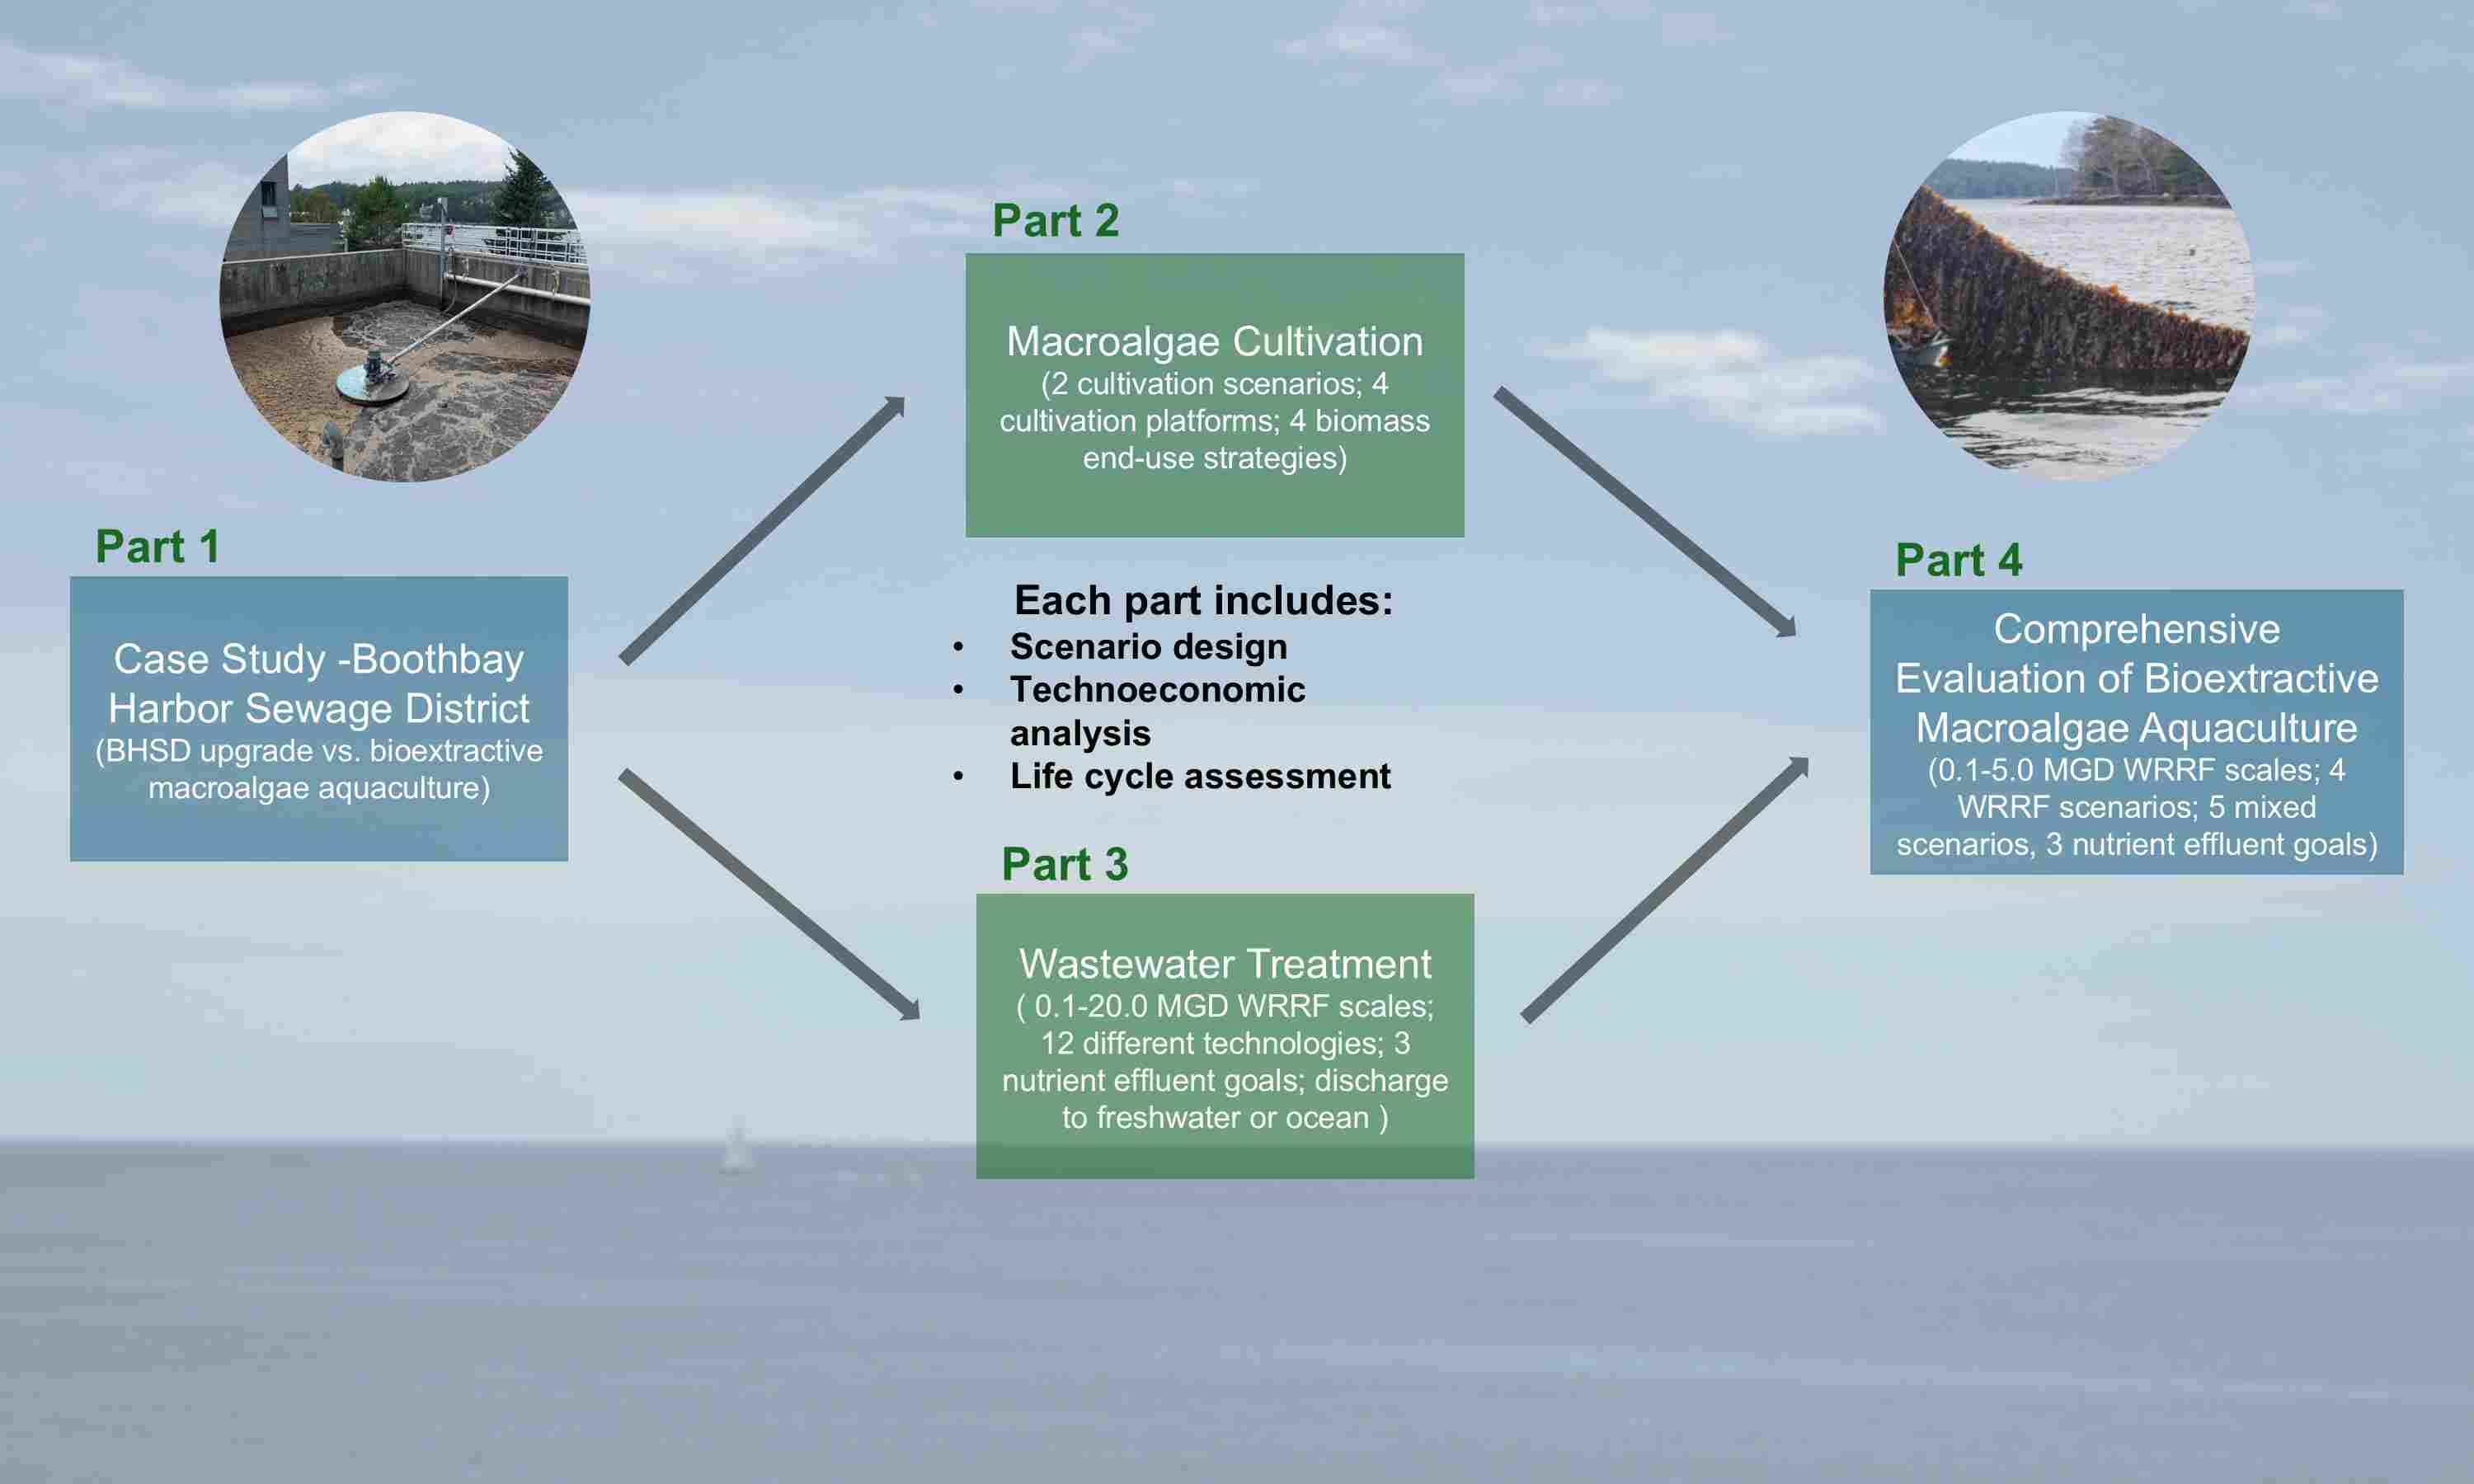 Part 1
Case Study -Boothbay
Harbor Sewage District
(BHSD upgrade vs. bioextractive
macroalgae aquaculture)
Part 2
Macroalgae Cultivation
(2 cultivation scenarios; 4
cultivation platforms; 4 biomass
end-use strategies)
Each part includes:
• Scenario design
• Technoeconomic
analysis
• Life cycle assessment
Part 3
Wastewater Treatment
( 0.1-20.0 MGD WRRF scales;
12 different technologies; 3
nutrient effluent goals; discharge
to freshwater or ocean )
Part 4
Comprehensive
Evaluation of Bioextractive
Macroalgae Aquaculture
(0.1-5.0 MGD WRRF scales; 4
WRRF scenarios; 5 mixed
scenarios, 3 nutrient effluent goals)